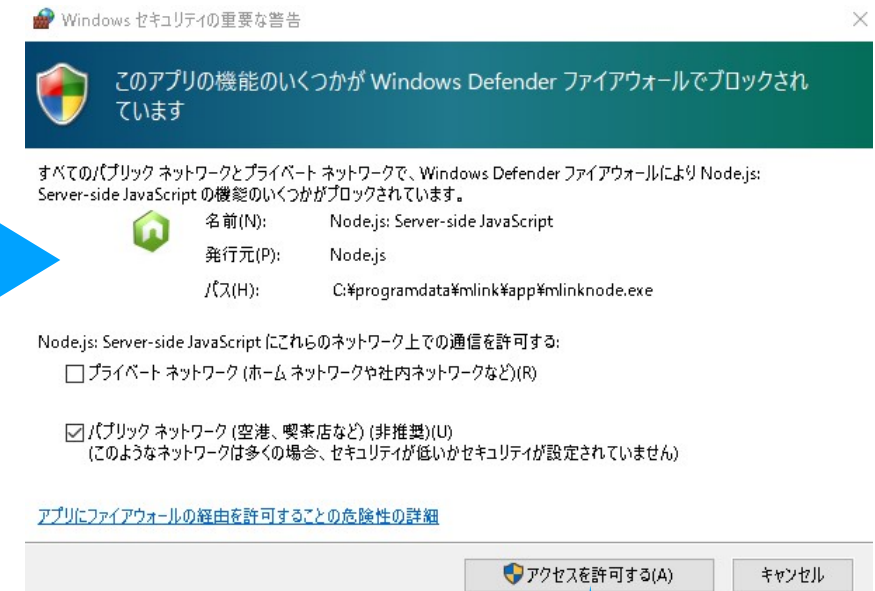 Windows セキュリティの重要な警告
このアプリの機能のいくつかが Windows Defender ファイアウォールでブロックされ
ています
すべてのパブリック ネットワークとプライベート ネットワークで、Windows Defender ファイアウォールにより Node.js:
Server-side JavaScript の機能のいくつかがブロックされています。
名前(N): Node.js: Server-side JavaScript
発行元(P): Node.js
パス(H): C:¥programdata¥mlink¥app¥mlinknode.exe
Node.js: Server-side JavaScript にこれらのネットワーク上での通信を許可する:
プライベート ネットワーク (ホーム ネットワークや社内ネットワークなど)(R)
パブリック ネットワーク (空港、喫茶店など) (非推奨)(U)
(このようなネットワークは多くの場合、セキュリティが低いかセキュリティが設定されていません)
アプリにファイアウォールの経由を許可することの危険性の詳細
アクセスを許可する(A) キャンセル